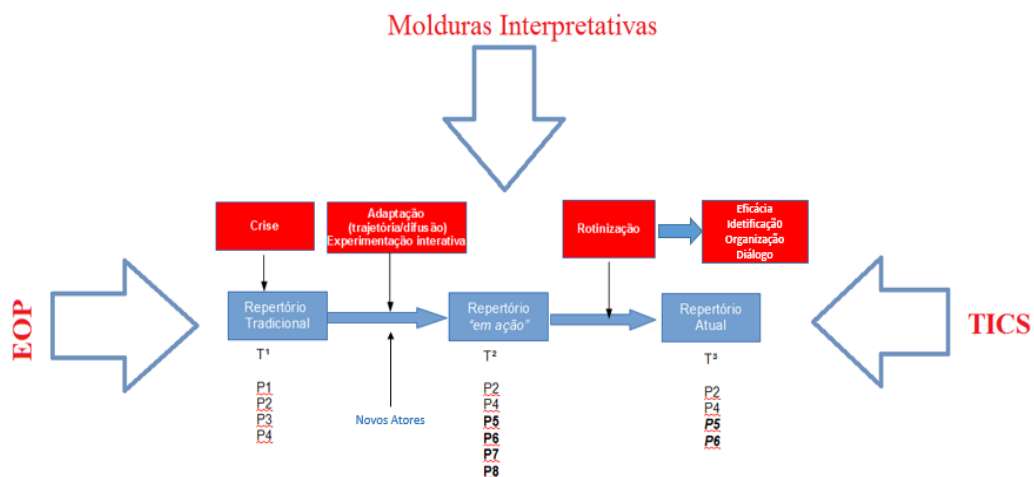 Molduras Interpretativas
Crise
Adaptação
(trajetória/difusão)
Experimentação interativa
Rotinização
Eficácia
Idetificação
Organização
Diálogo
EOP
Repertório
Tradicional
Repertório
“em ação”
Repertório
Atual
TICS
T¹
P1
P2
P3
P4
Novos Atores
T²
P2
P4
P5
P6
P7
P8
T³
P2
P4
P5
P6